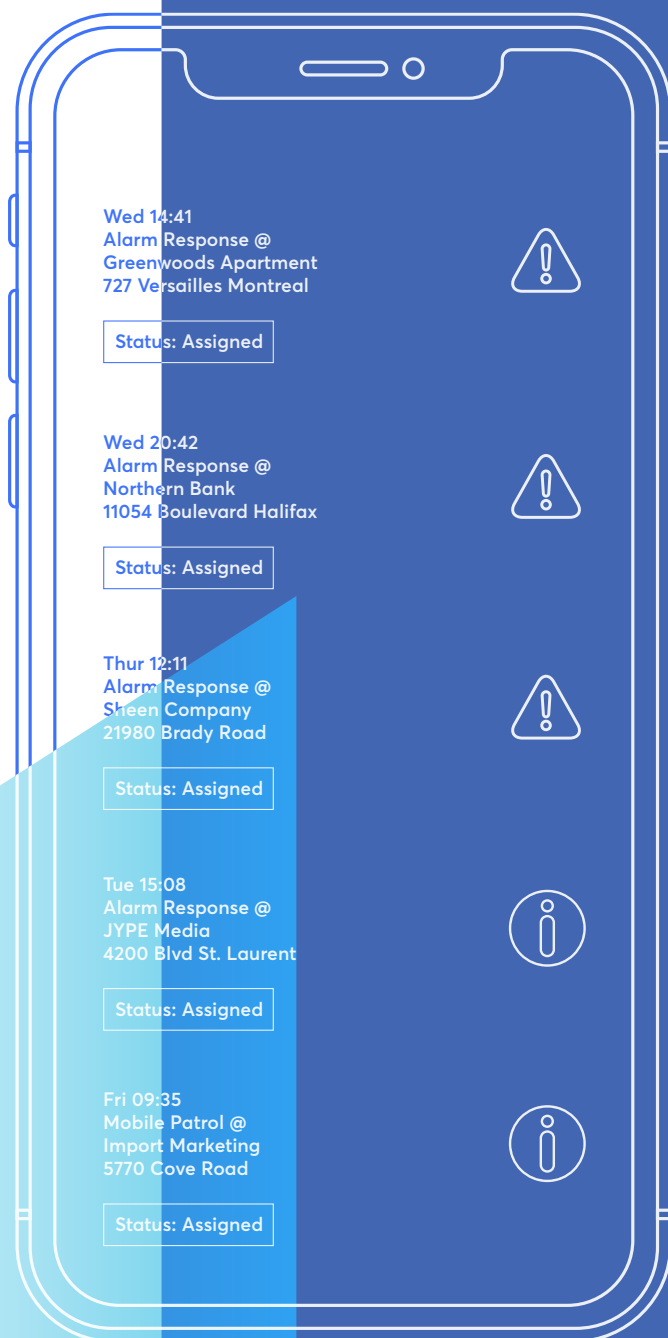 Wed 14:41
Alarm Response @
Greenwoods Apartment
727 Versailles Montreal
Status: Assigned
Wed 20:42
Alarm Response @
Northern Bank
11054 Boulevard Halifax
Status: Assigned
Thur 12:11
Alarm Response @
Sheen Company
21980 Brady Road
Status: Assigned
Tue 15:08
Alarm Response @
JYPE Media
4200 Blvd St. Laurent
Status: Assigned
Fri 09:35
Mobile Patrol @
Import Marketing
5770 Cove Road
Status: Assigned